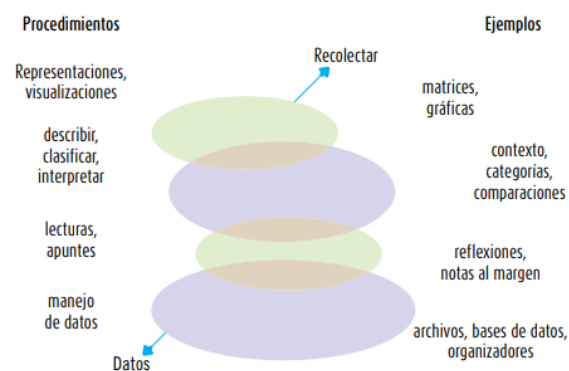 Procedimientos
Ejemplos
Recolectar
Representaciones,
visualizaciones
matrices,
gráficas
describir,
clasificar,
interpretar
contexto,
categorías,
comparaciones
lecturas,
apuntes
reflexiones,
notas al margen
manejo
de datos
archivos, bases de datos,
organizadores
Datos